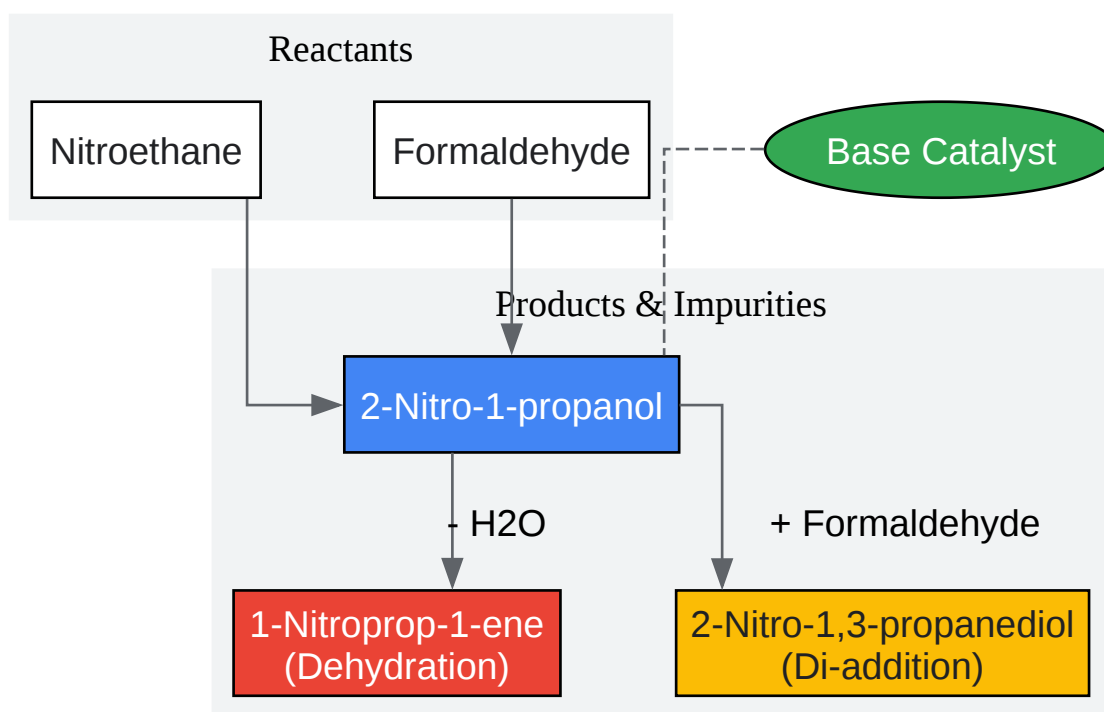 Reactants
Nitroethane
Formaldehyde
Base Catalyst
Products & Impurities
2-Nitro-1-propanol
- H2O
+ Formaldehyde
1-Nitroprop-1-ene
(Dehydration)
2-Nitro-1,3-propanediol
(Di-addition)